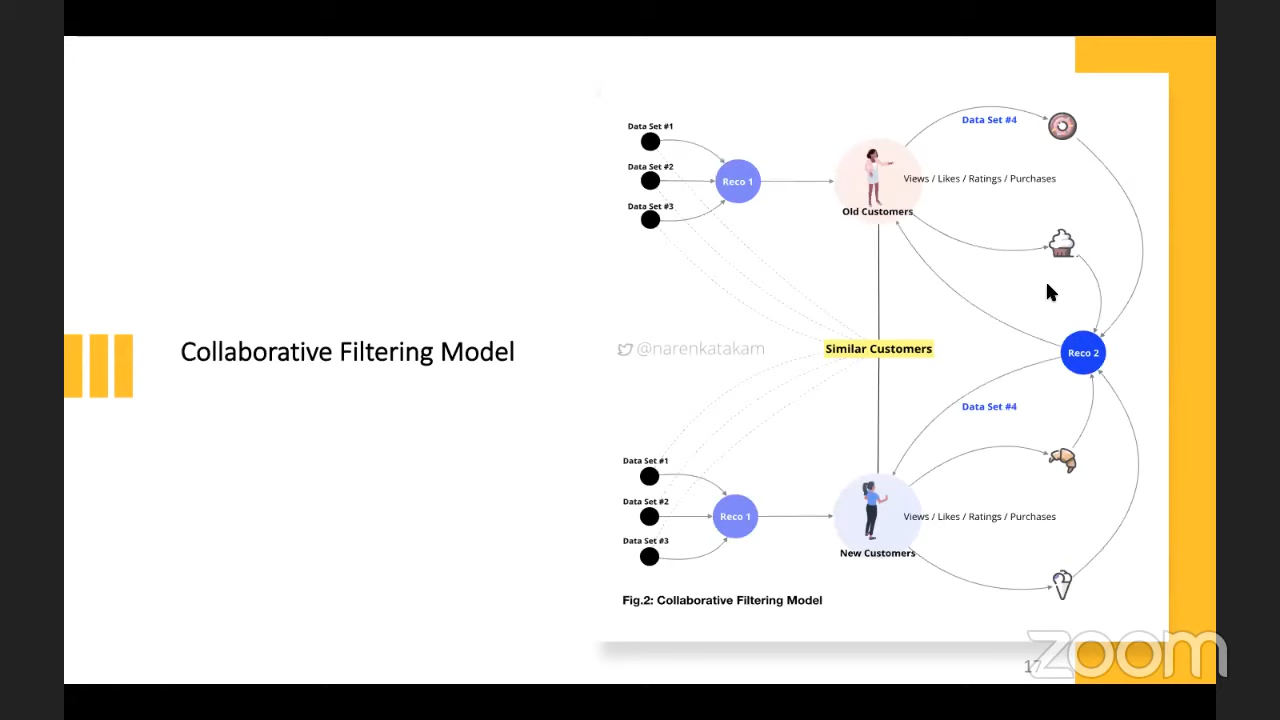 Collaborative Filtering Model
Data Set #1
Data Set #2
Data Set #3
Reco 1
Old Customers
Views / Likes / Ratings / Purchases
Data Set #4
Similar Customers
@narenkatakam
Reco 2
Data Set #4
Data Set #1
Data Set #2
Data Set #3
Reco 1
New Customers
Views / Likes / Ratings / Purchases
Fig.2: Collaborative Filtering Model
17
zoom